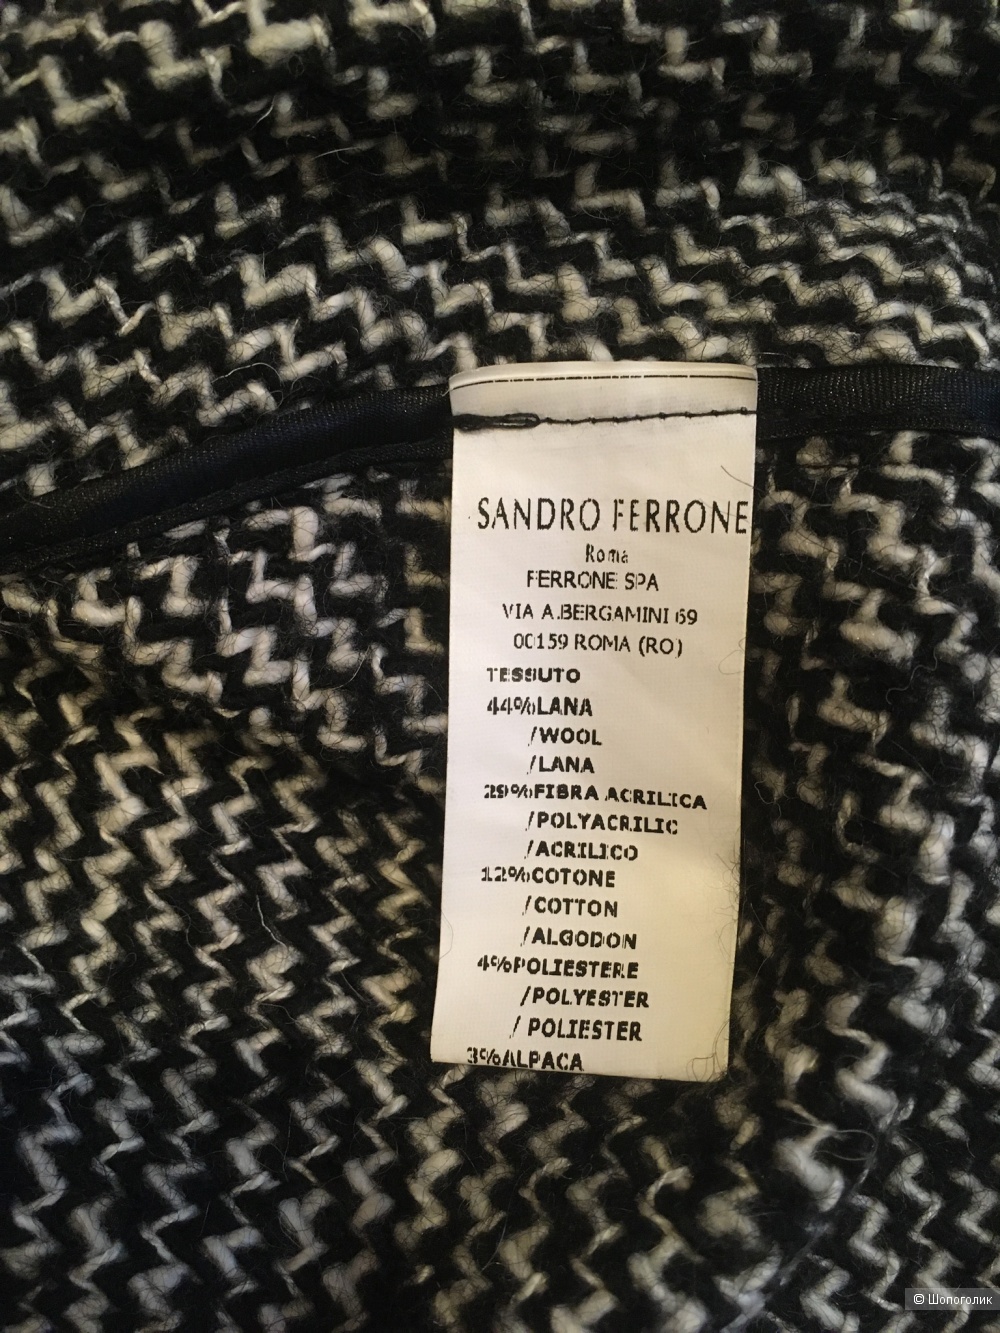 SANDRO FERRONE
Roma
FERRONE SPA
VIA A.BERGAMINI 69
00159 ROMA (RO)
TESSUTO
44%LANA
/WOOL
/LANA
29%FIBRA ACRILICA
/POLYACRILIC
/ACRILICO
12%COTONE
/COTTON
/ALGODON
4%POLIESTERE
/POLYESTER
/ POLIESTER
3%ALPACA
© Шопоголик